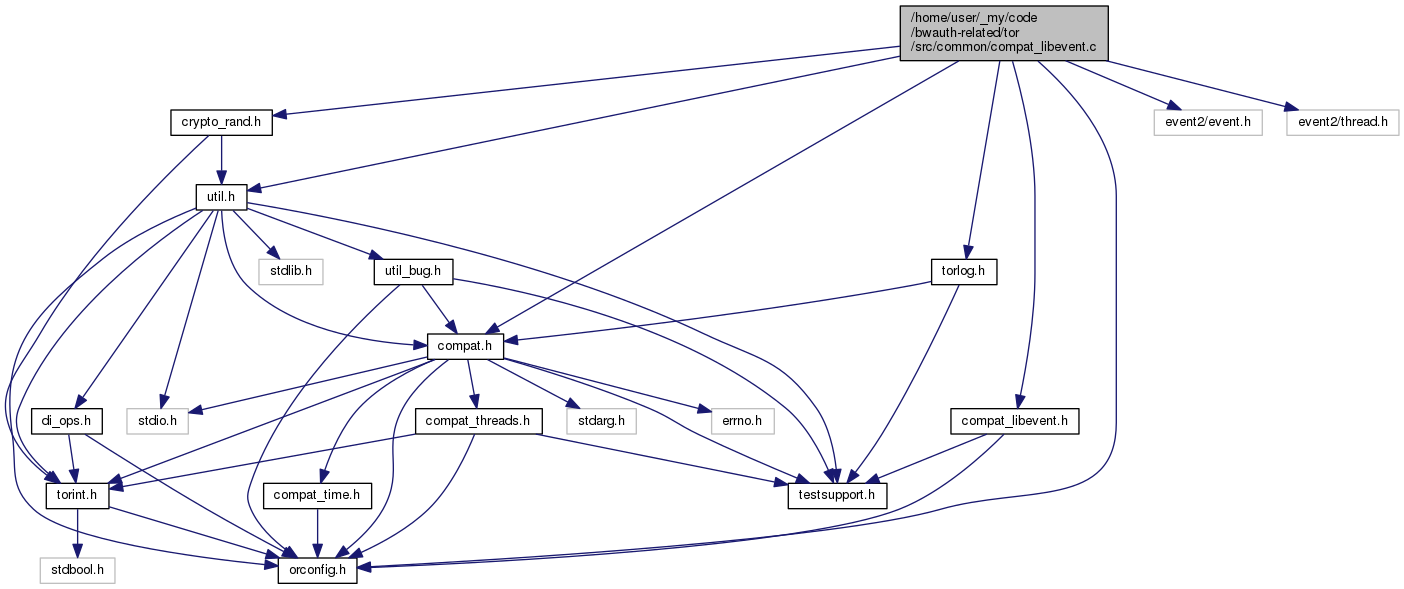 /home/user/_my/code
/bwauth-related/tor
/src/common/compat_libevent.c
crypto_rand.h
event2/event.h
event2/thread.h
util.h
stdlib.h
util_bug.h
torlog.h
compat.h
di_ops.h
stdio.h
compat_threads.h
stdarg.h
errno.h
compat_libevent.h
torint.h
compat_time.h
testsupport.h
stdbool.h
orconfig.h